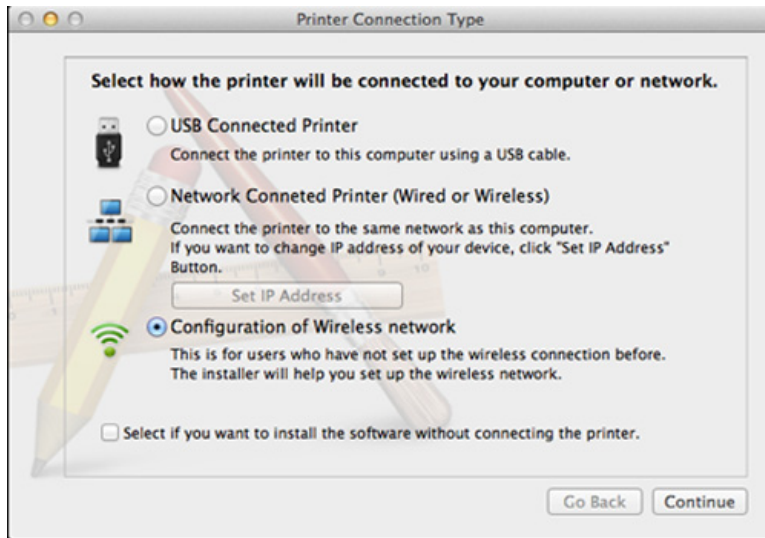 Printer Connection Type
Select how the printer will be connected to your computer or network.
USB Connected Printer
Connect the printer to this computer using a USB cable.
Network Conneted Printer (Wired or Wireless)
Connect the printer to the same network as this computer.
If you want to change IP address of your device, click "Set IP Address"
Button.
Set IP Address
Configuration of Wireless network
This is for users who have not set up the wireless connection before.
The installer will help you set up the wireless network.
Select if you want to install the software without connecting the printer.
Go Back Continue